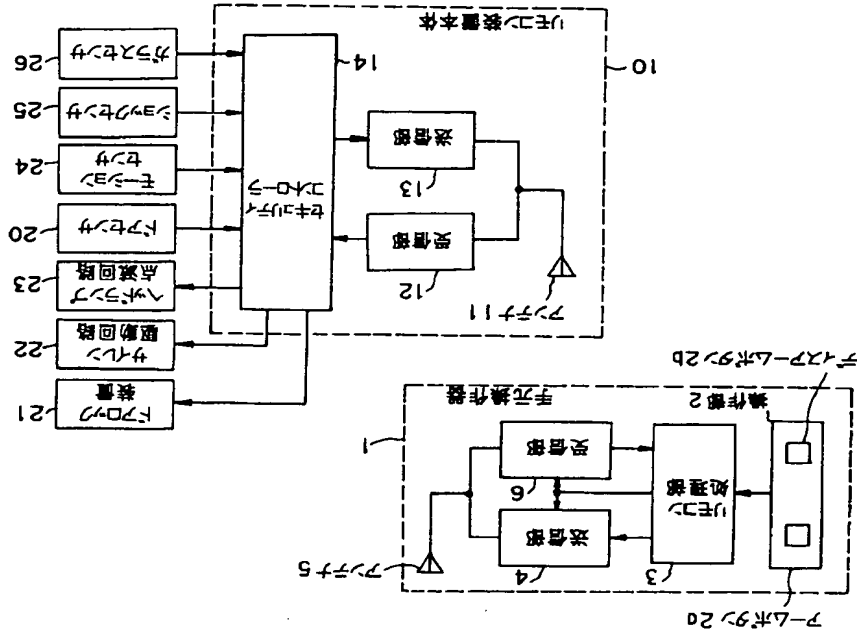 アームボタン 2a
3
4
アンテナ 5
リモコン
処理部
送信部
6
受信部
1
操作部 2
手元操作器
ディスアームボタン 2b
ドアロック
装置
21
サイレン
駆動回路
22
ヘッドランプ
点滅回路
23
ドアセンサ
20
モーション
センサ
24
ショックセンサ
25
ガラスセンサ
26
アンテナ 11
12
受信部
13
送信部
セキュリティ
コントローラ
14
10
リモコン装置本体